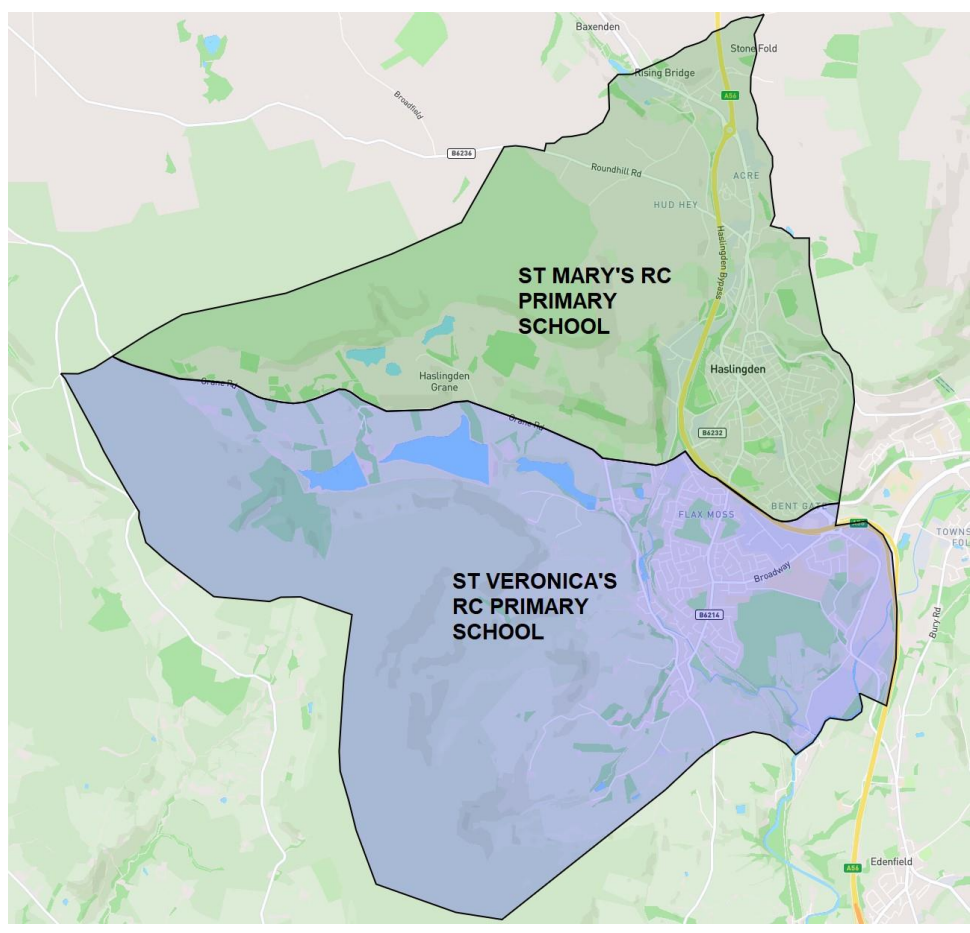 Baxenden
Stone Fold
Rising Bridge
Broadfield
A56
B6236
Roundhill Rd
ACRE
HUD HEY
Haslingden Bypass
ST MARY'S RC
PRIMARY
SCHOOL
Haslingden
Haslingden
Grane
Grane Rd
Grane Rd
B6232
BENT GATE
FLAX MOSS
TOWNS
FOL
Broadway
ST VERONICA'S
RC PRIMARY
SCHOOL
B6214
Bury Rd
Edenfield
A56